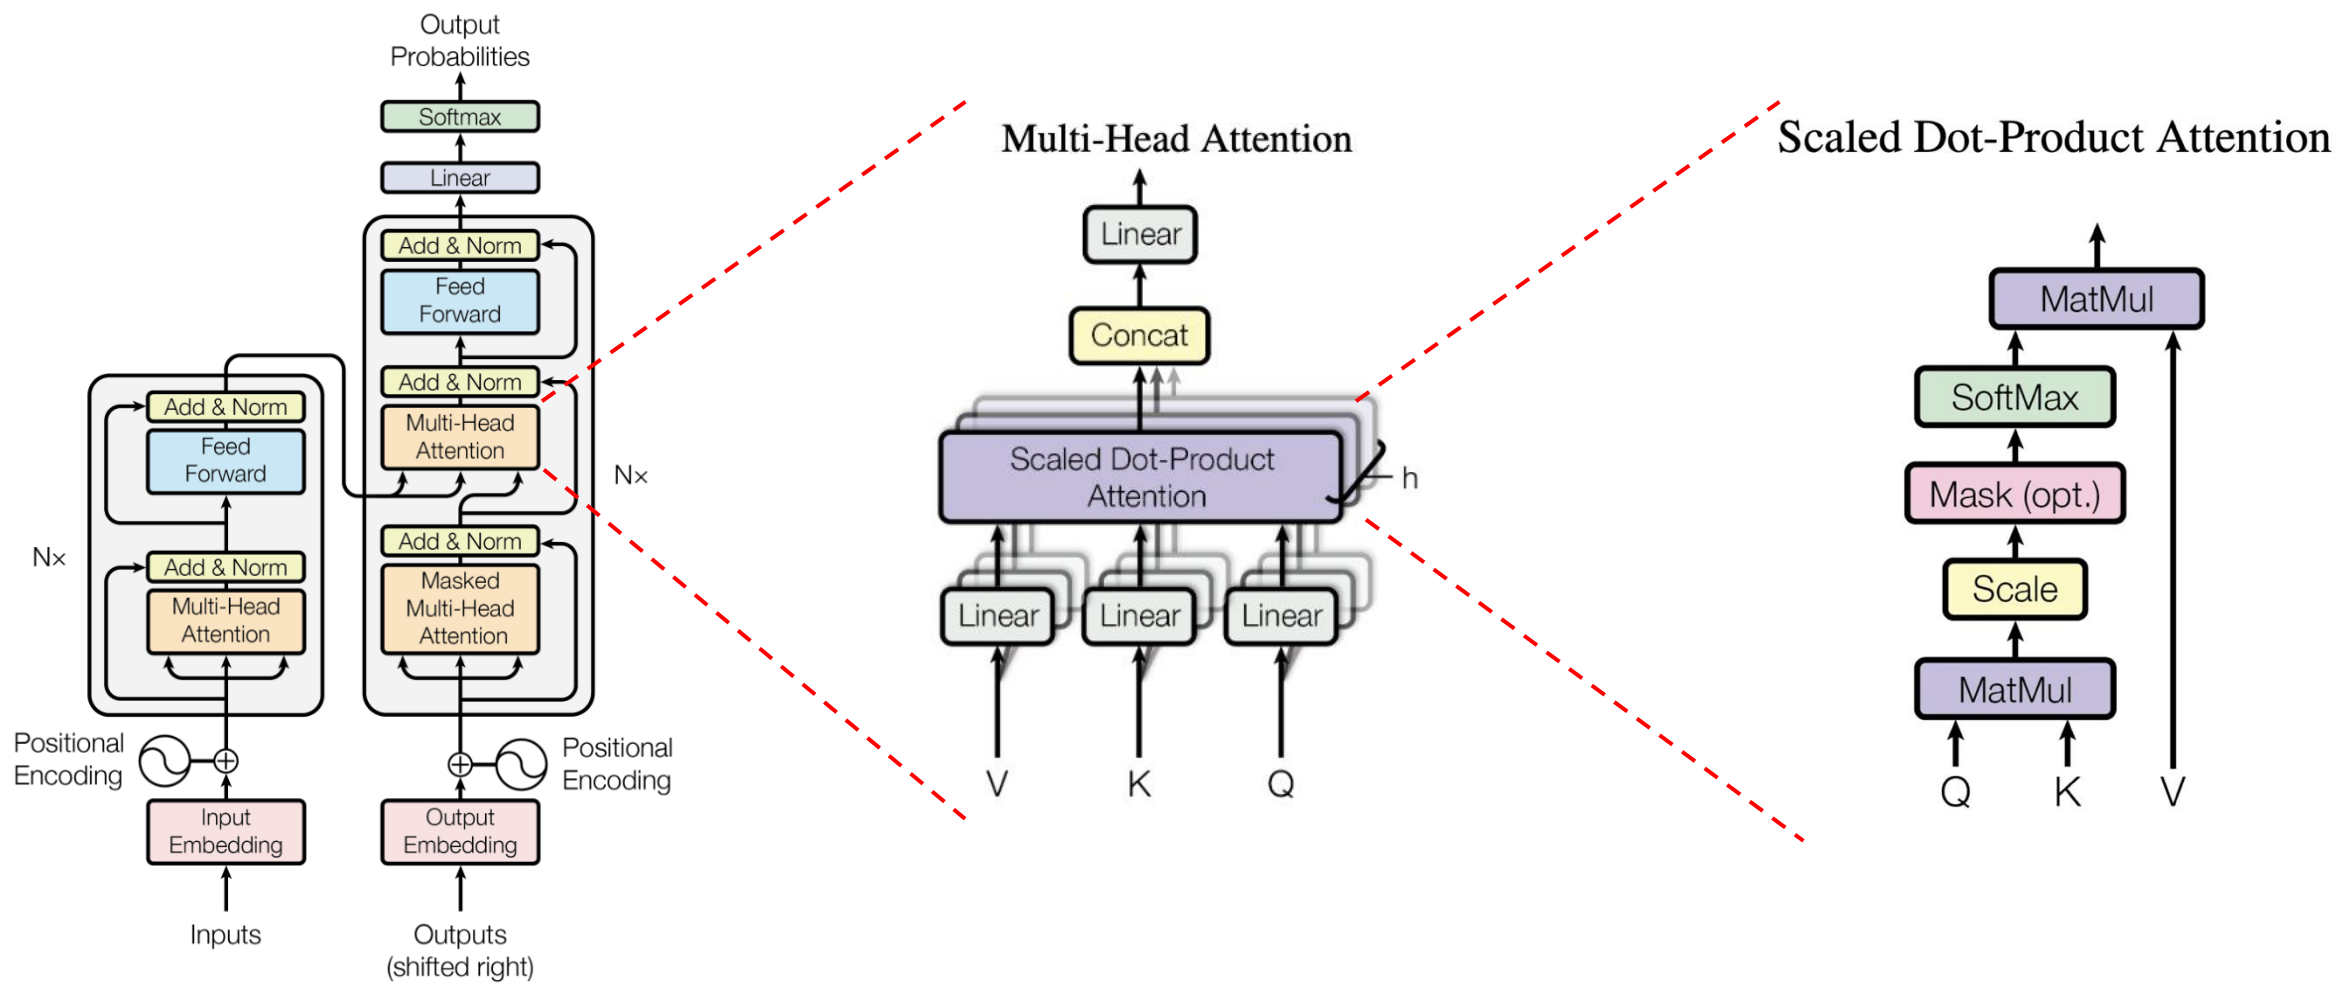 Output
Probabilities
Softmax
Linear
Add & Norm
Feed
Forward
Add & Norm
Multi-Head
Attention
Nx
Add & Norm
Masked
Multi-Head
Attention
Add & Norm
Feed
Forward
Nx
Add & Norm
Multi-Head
Attention
Positional
Encoding
Positional
Encoding
Input
Embedding
Output
Embedding
Inputs
Outputs
(shifted right)
Multi-Head Attention
Linear
Concat
Scaled Dot-Product
Attention
h
Linear
Linear
Linear
V
K
Q
Scaled Dot-Product Attention
MatMul
SoftMax
Mask (opt.)
Scale
MatMul
Q
K
V